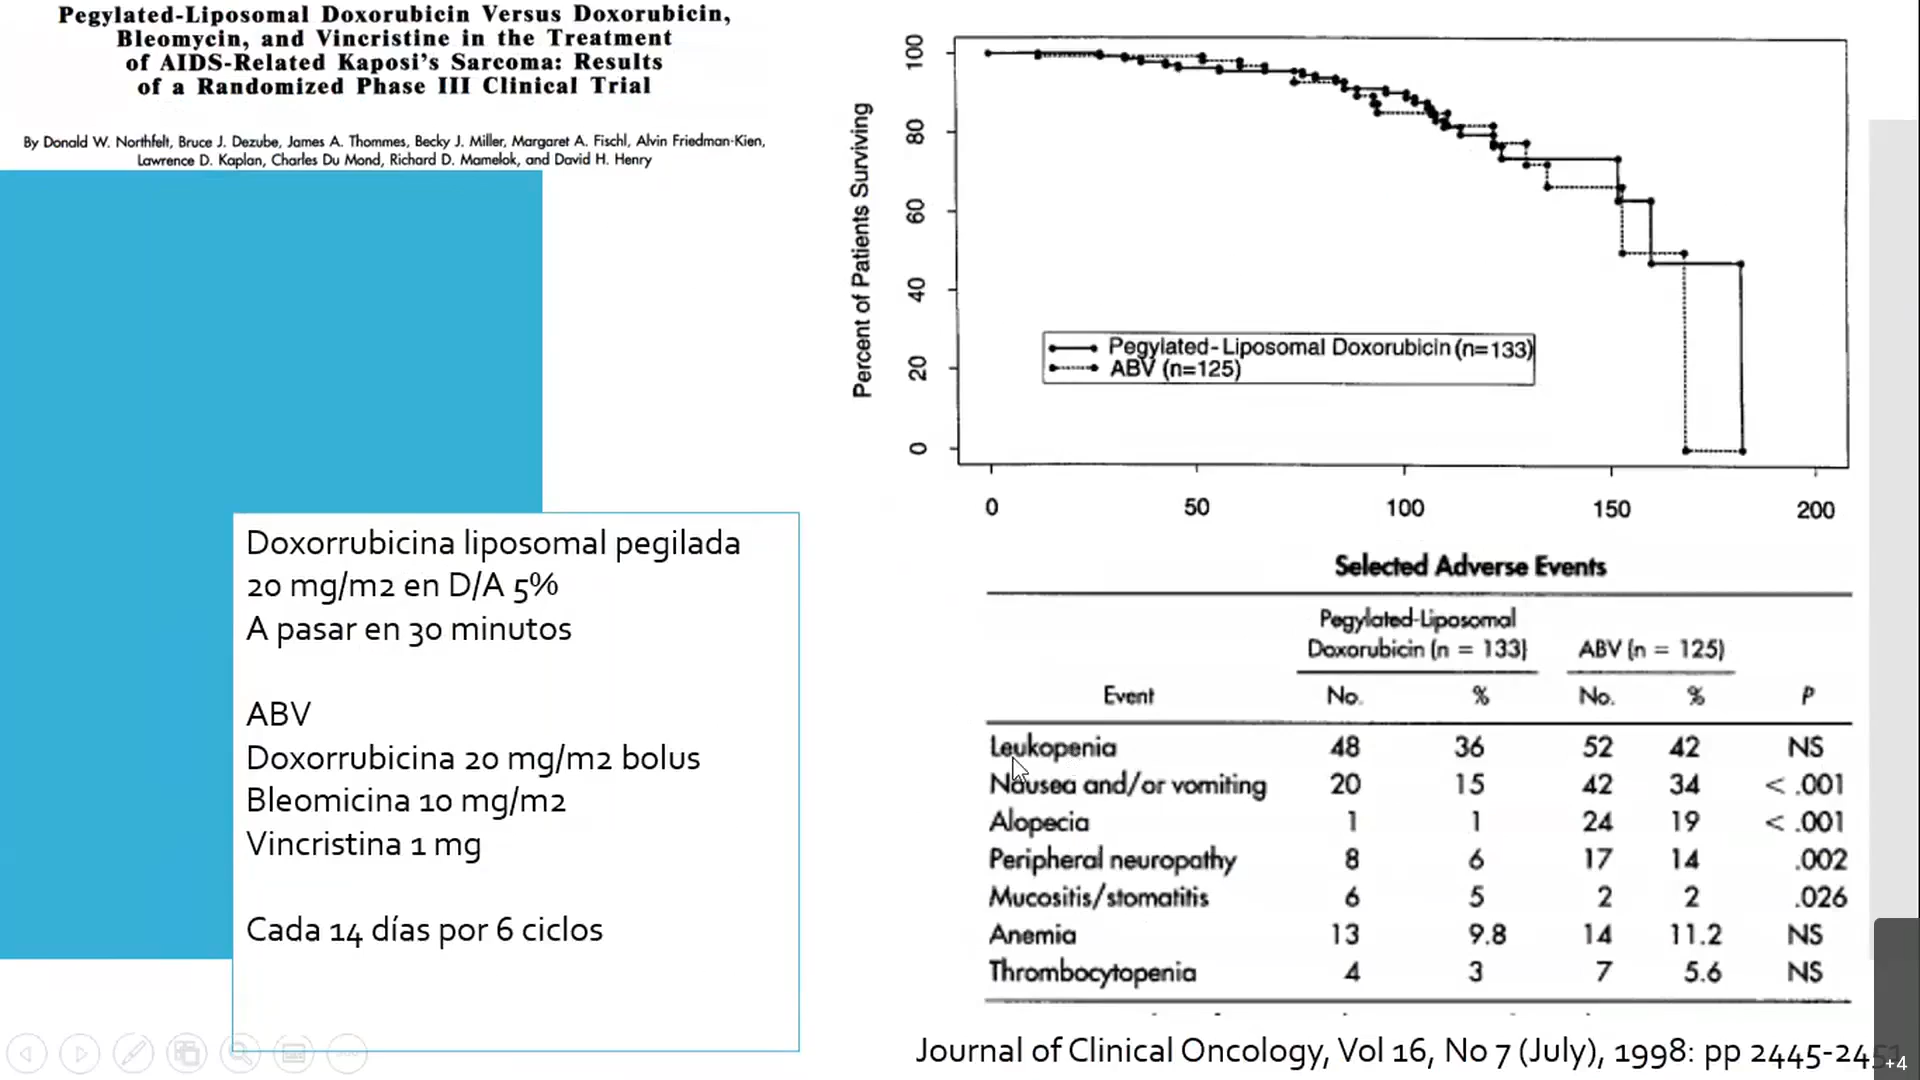 Pegylated-Liposomal Doxorubicin Versus Doxorubicin,
Bleomycin, and Vincristine in the Treatment
of AIDS-Related Kaposi's Sarcoma: Results
of a Randomized Phase III Clinical Trial
By Donald W. Northfelt, Bruce J. Dezube, James A. Thommes, Becky J. Miller, Margaret A. Fischl, Alvin Friedman-Kien,
Lawrence D. Kaplan, Charles Du Mond, Richard D. Mamelok, and David H. Henry
Doxorrubicina liposomal pegilada
20 mg/m2 en D/A 5%
A pasar en 30 minutos
ABV
Doxorrubicina 20 mg/m2 bolus
Bleomicina 10 mg/m2
Vincristina 1 mg
Cada 14 días por 6 ciclos
Percent of Patients Surviving
100
80
60
40
20
0
Pegylated-Liposomal Doxorubicin (n=133)
ABV (n=125)
0 50 100 150 200
Selected Adverse Events
Pegylated-Liposomal
Doxorubicin (n = 133) ABV (n = 125)
Event No. % No. % P
Leukopenia 48 36 52 42 NS
Nausea and/or vomiting 20 15 42 34 < .001
Alopecia 1 1 24 19 < .001
Peripheral neuropathy 8 6 17 14 .002
Mucositis/stomatitis 6 5 2 2 .026
Anemia 13 9.8 14 11.2 NS
Thrombocytopenia 4 3 7 5.6 NS
Journal of Clinical Oncology, Vol 16, No 7 (July), 1998: pp 2445-2451
+4